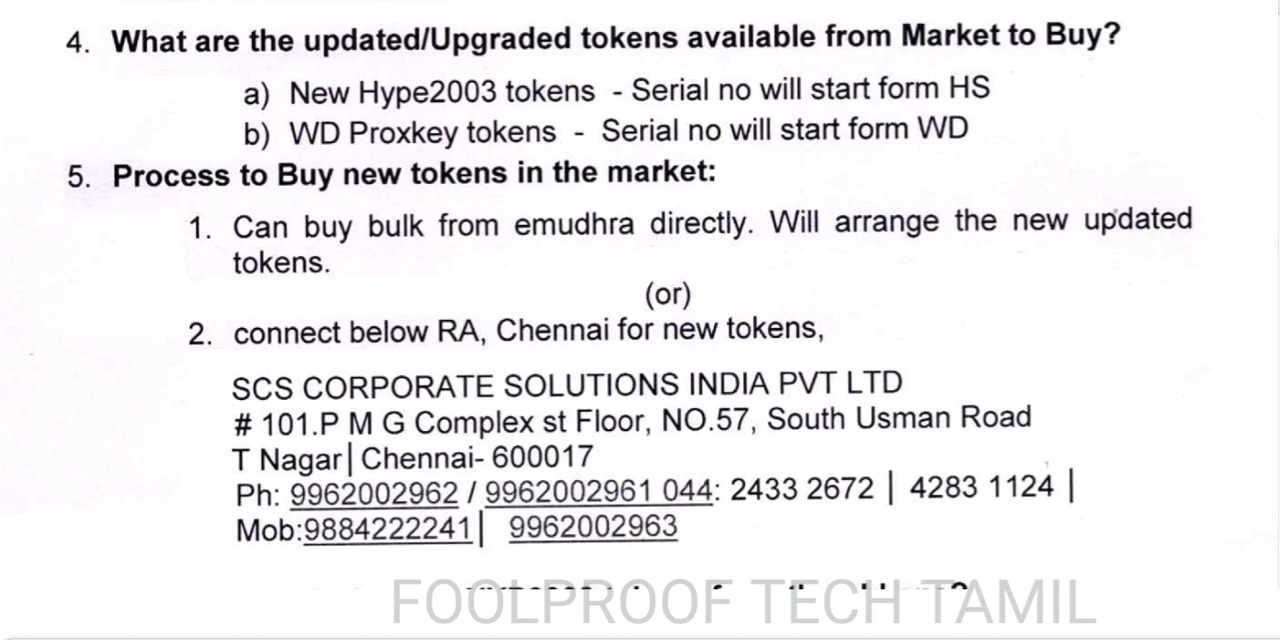 4. What are the updated/Upgraded tokens available from Market to Buy?
a) New Hype2003 tokens - Serial no will start form HS
b) WD Proxkey tokens - Serial no will start form WD
5. Process to Buy new tokens in the market:
1. Can buy bulk from emudhra directly. Will arrange the new updated
tokens.
(or)
2. connect below RA, Chennai for new tokens,
SCS CORPORATE SOLUTIONS INDIA PVT LTD
# 101.P M G Complex st Floor, NO.57, South Usman Road
T Nagar| Chennai- 600017
Ph: 9962002962 / 9962002961 044: 2433 2672 | 4283 1124 |
Mob:9884222241| 9962002963
FOOLPROOF TECH TAMIL